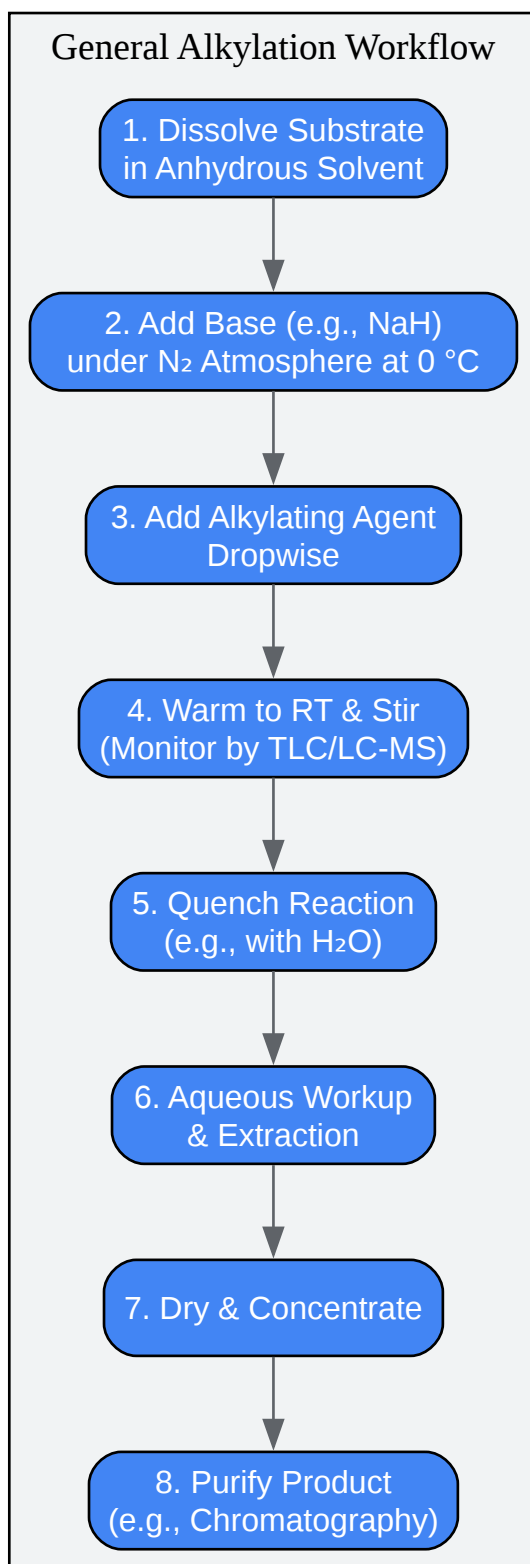 General Alkylation Workflow
1. Dissolve Substrate
in Anhydrous Solvent
2. Add Base (e.g., NaH)
under N₂ Atmosphere at 0 °C
3. Add Alkylating Agent
Dropwise
4. Warm to RT & Stir
(Monitor by TLC/LC-MS)
5. Quench Reaction
(e.g., with H₂O)
6. Aqueous Workup
& Extraction
7. Dry & Concentrate
8. Purify Product
(e.g., Chromatography)